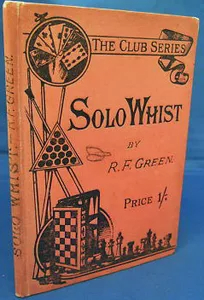 THE CLUB SERIES
SOLO WHIST
BY
R. F. GREEN.
PRICE 1/-
SOLO WHIST. R.F. GREEN.